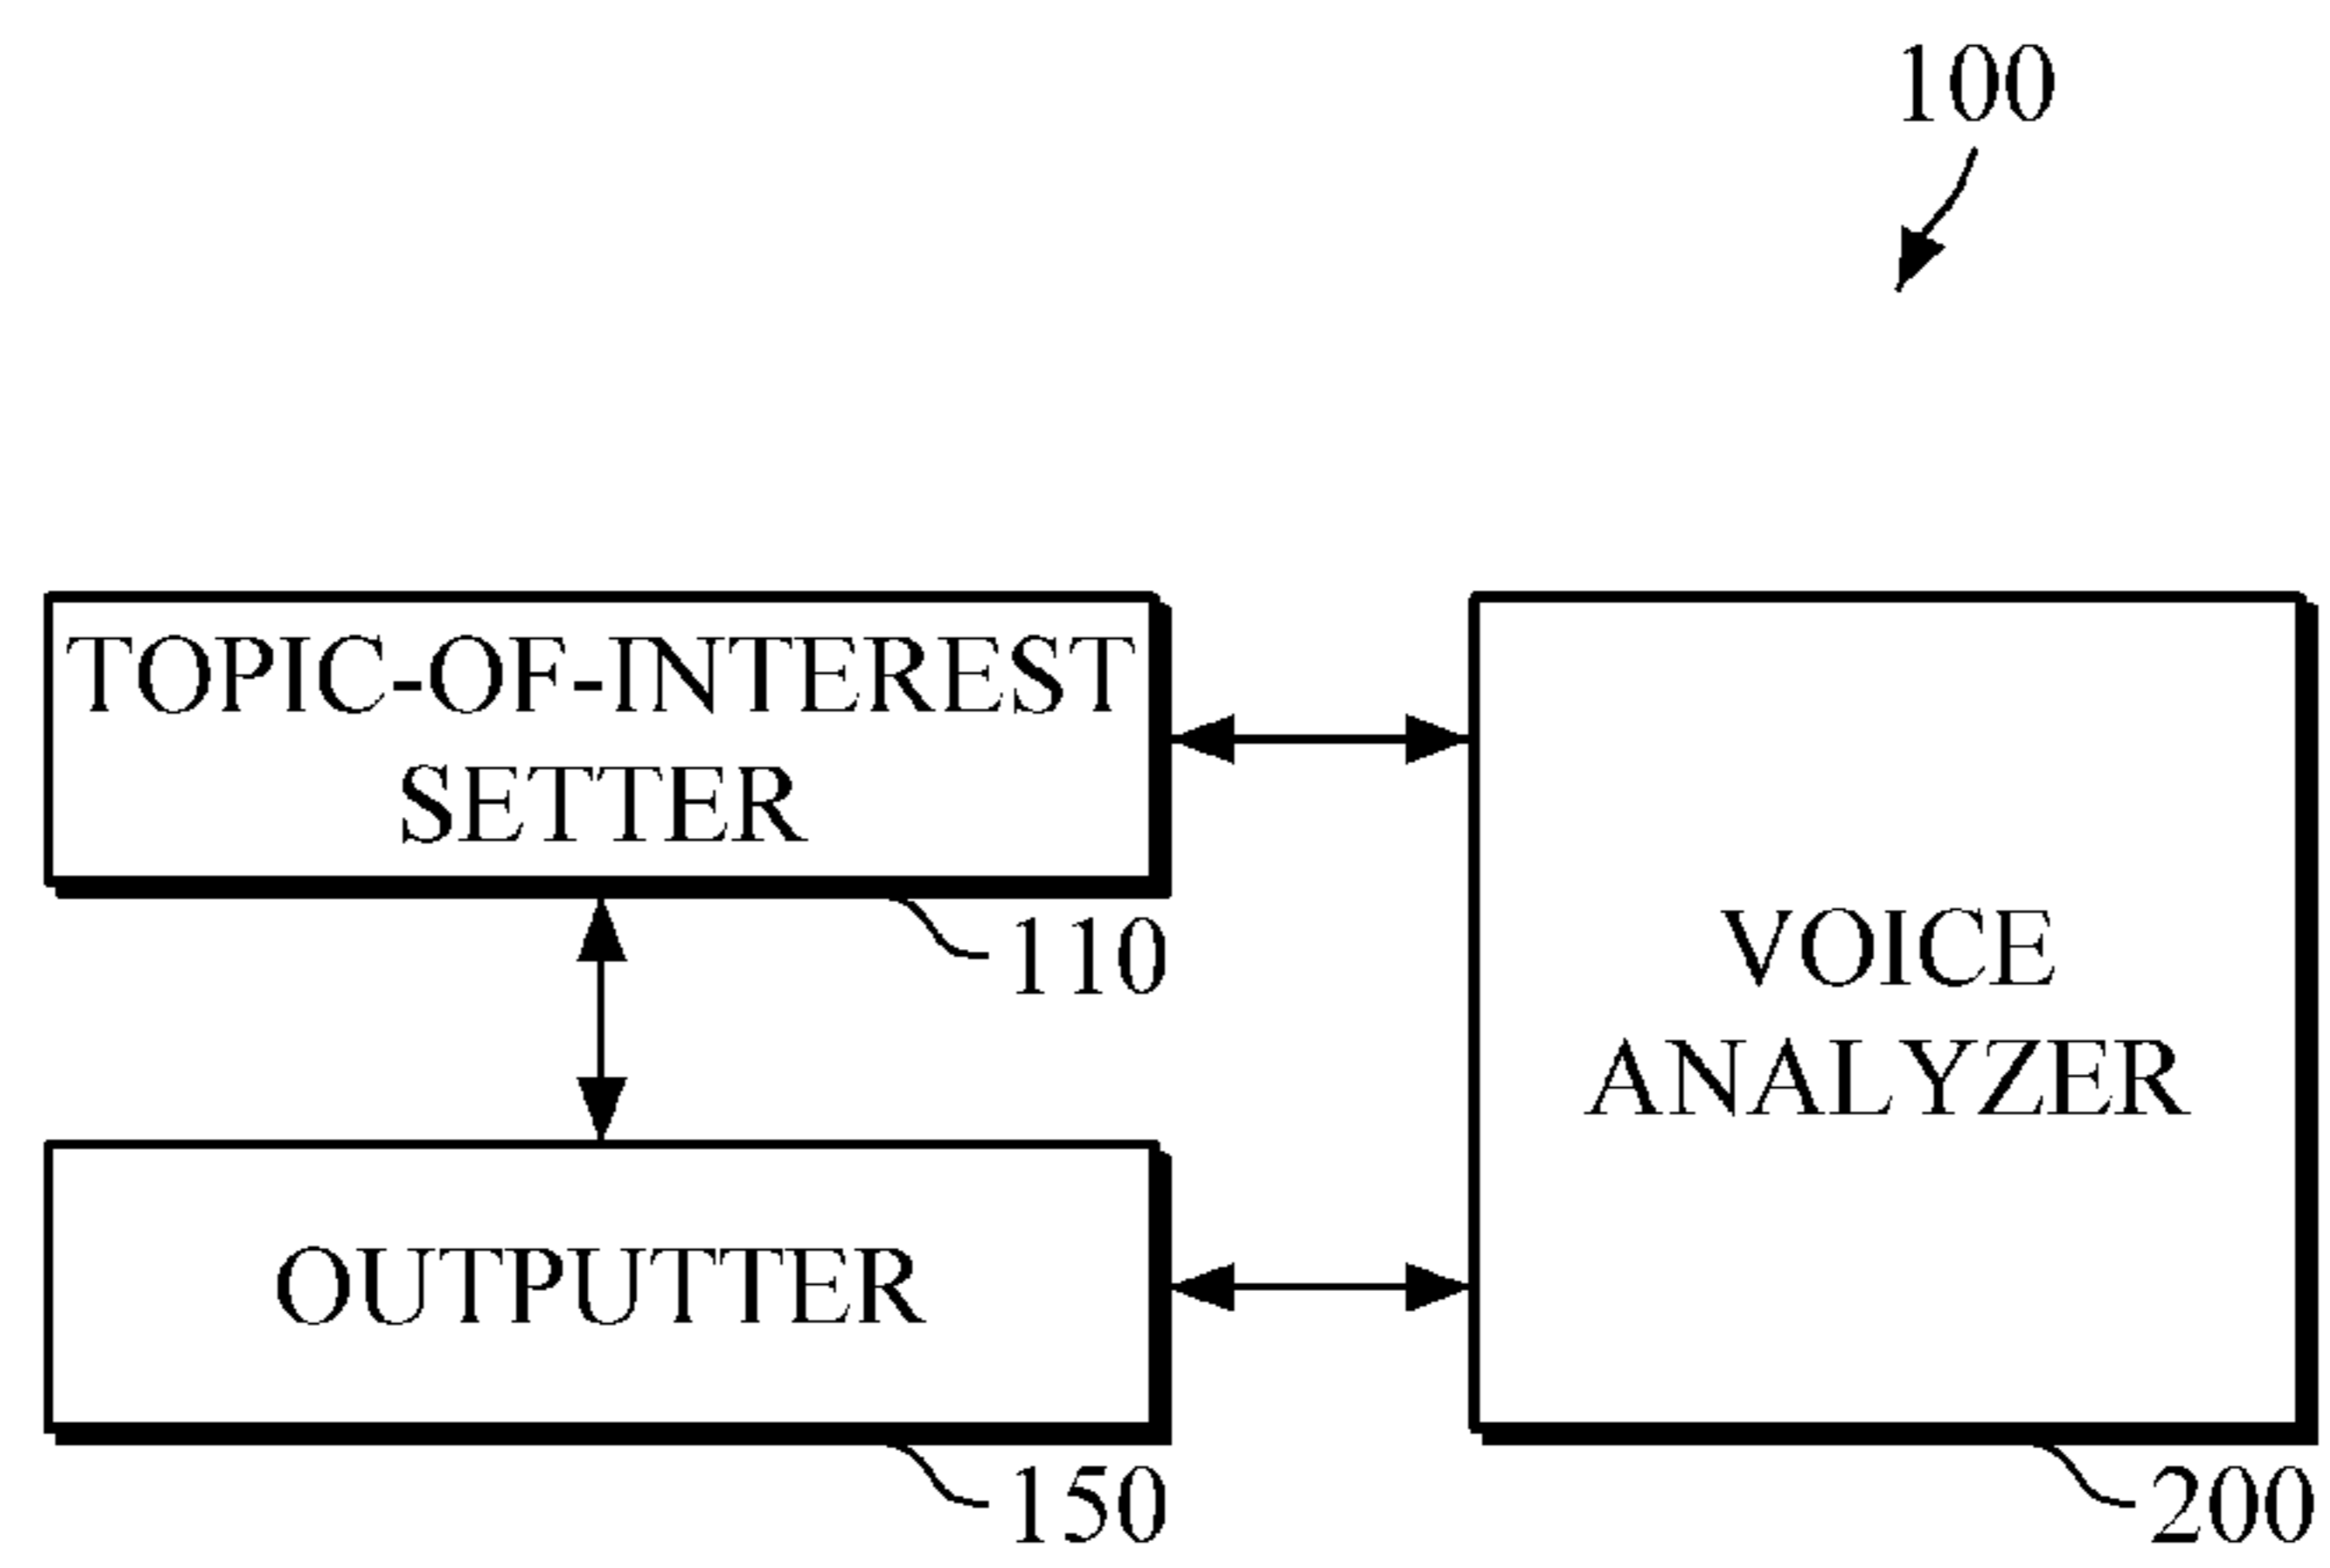 100
TOPIC-OF-INTEREST
SETTER
110
VOICE
ANALYZER
OUTPUTTER
150
200